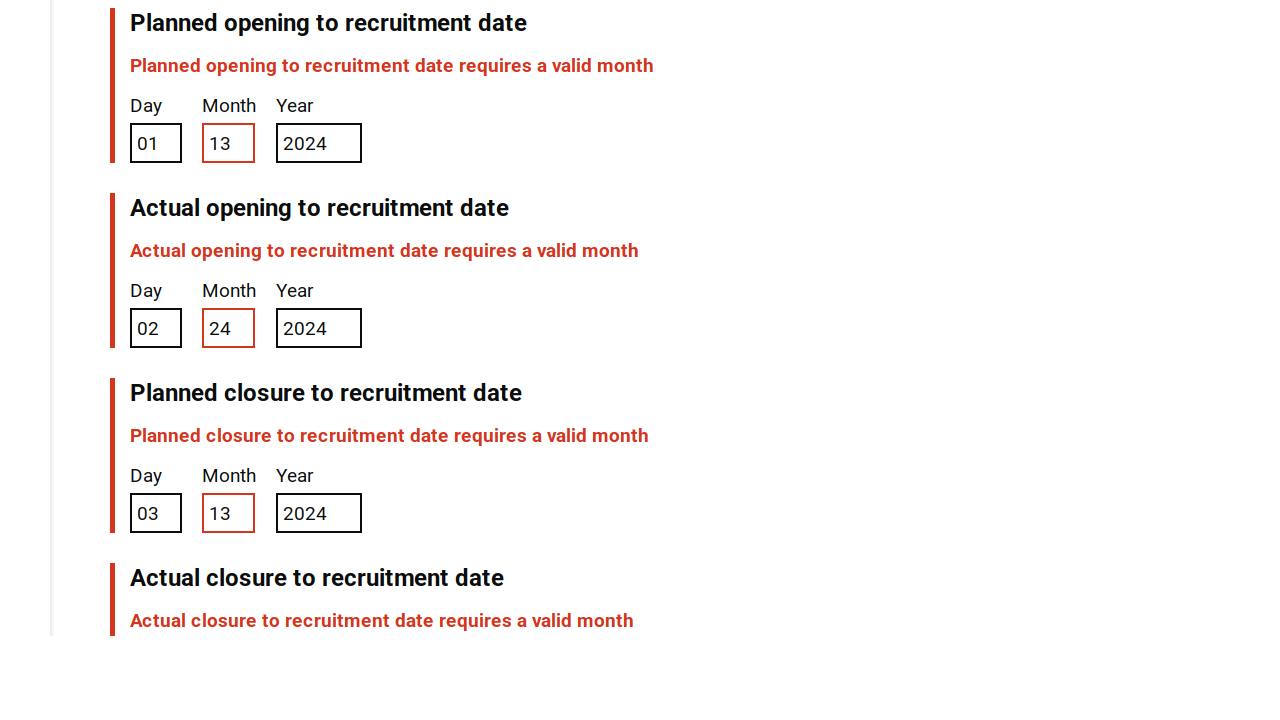 Planned opening to recruitment date
Planned opening to recruitment date requires a valid month
Day Month Year
01 13 2024
Actual opening to recruitment date
Actual opening to recruitment date requires a valid month
Day Month Year
02 24 2024
Planned closure to recruitment date
Planned closure to recruitment date requires a valid month
Day Month Year
03 13 2024
Actual closure to recruitment date
Actual closure to recruitment date requires a valid month